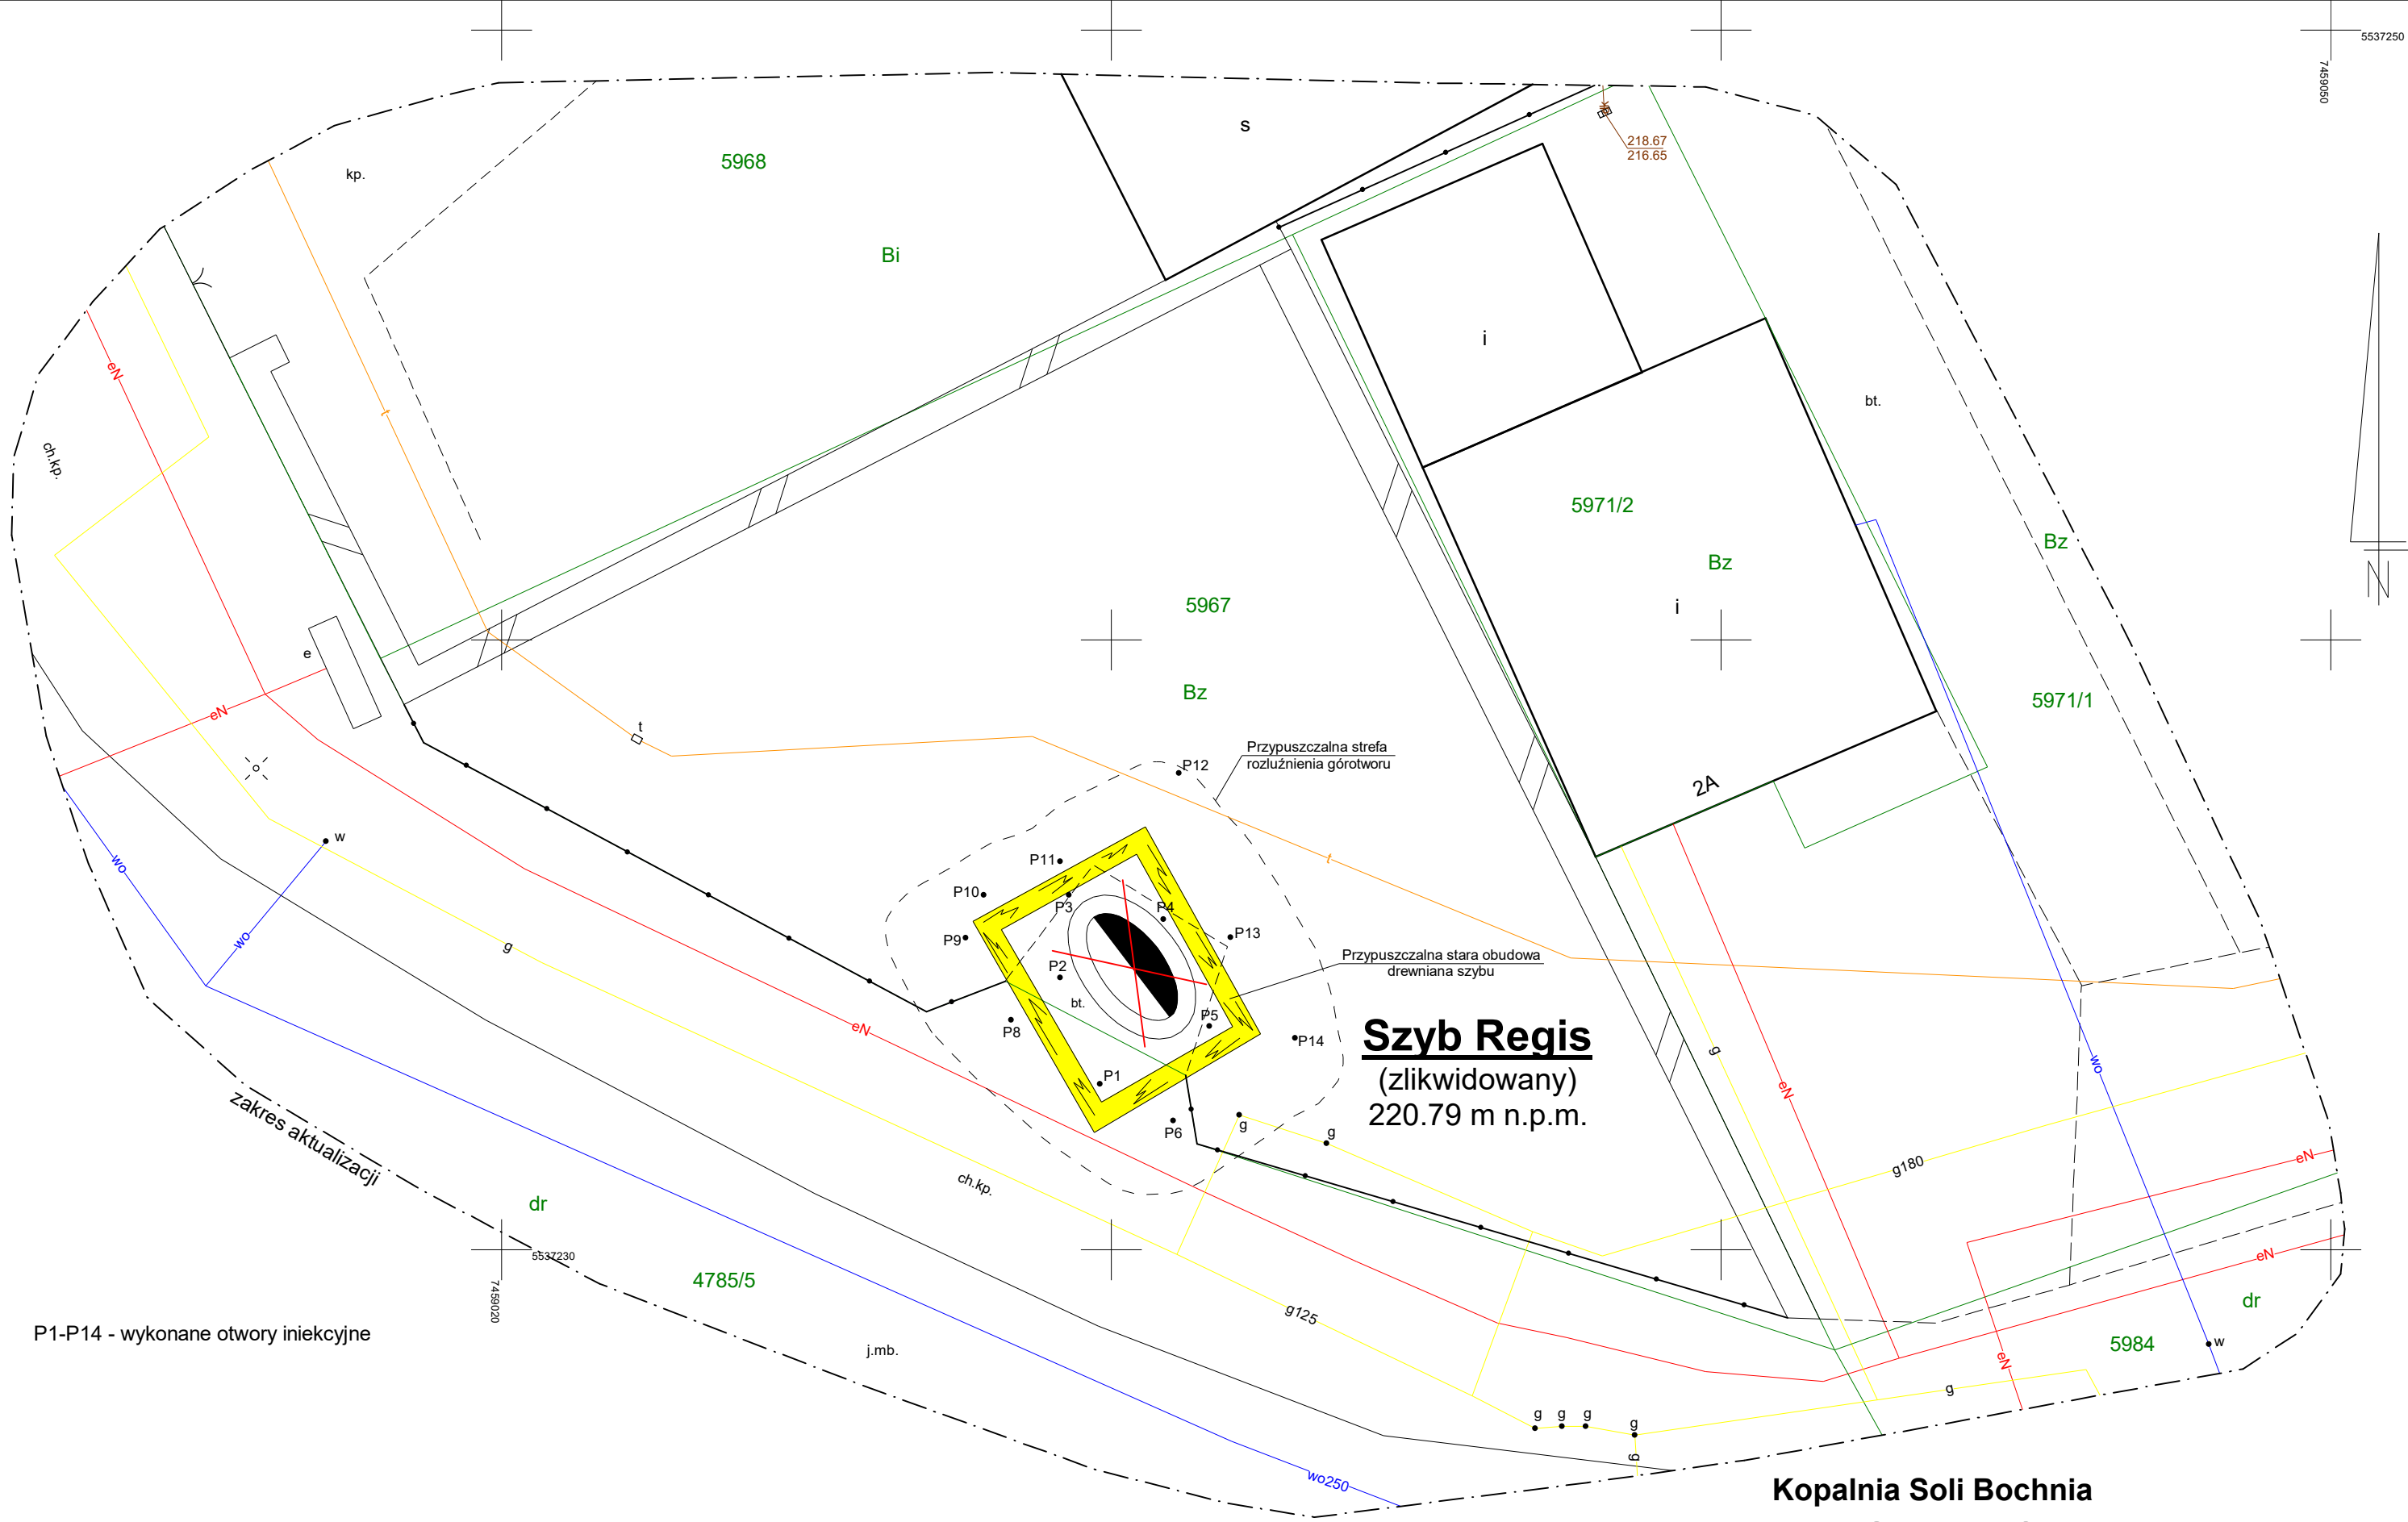 5537250
7459050
s
218.67
216.65
5968
kp.
Bi
i
eN
t
bt.
ch.kp.
5971/2
Bz
Bz
N
5967
i
e
Bz
5971/1
eN
t
Przypuszczalna strefa
rozluźnienia górotworu
P12
2A
w
wo
P11
t
P10
P3
P4
P9
P13
wo
g
P2
Przypuszczalna stara obudowa
drewniana szybu
bt.
P5
P8
eN
P14
Szyb Regis
(zlikwidowany)
220.79 m n.p.m.
g
wo
P1
eN
zakres aktualizacji
P6
g
g
eN
g180
ch.kp.
dr
5537230
eN
4785/5
7459020
dr
g125
P1-P14 - wykonane otwory iniekcyjne
5984
w
j.mb.
eN
g
g
g
g
g
g
wo250
Kopalnia Soli Bochnia